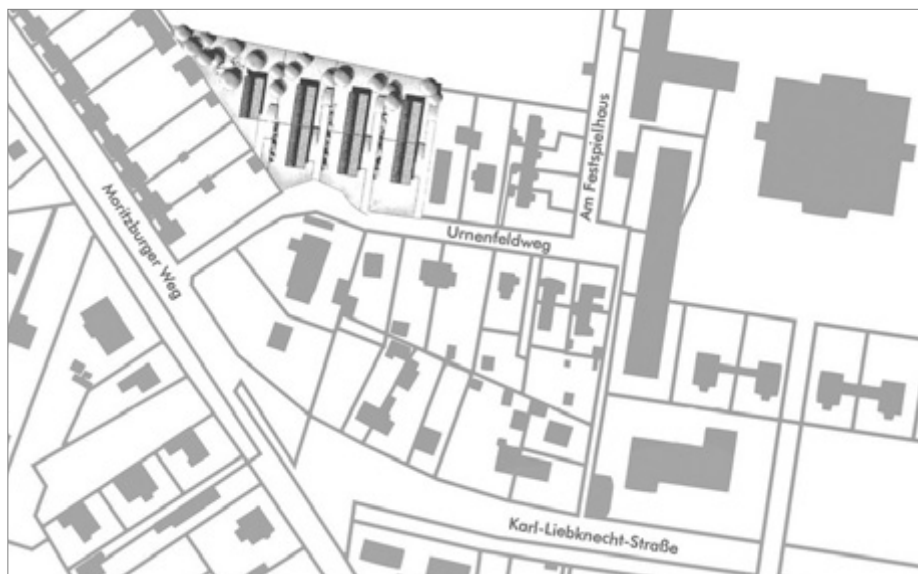 Am Festspielhaus
Moritzburger Weg
Urnenfeldweg
Karl-Liebknecht-Straße